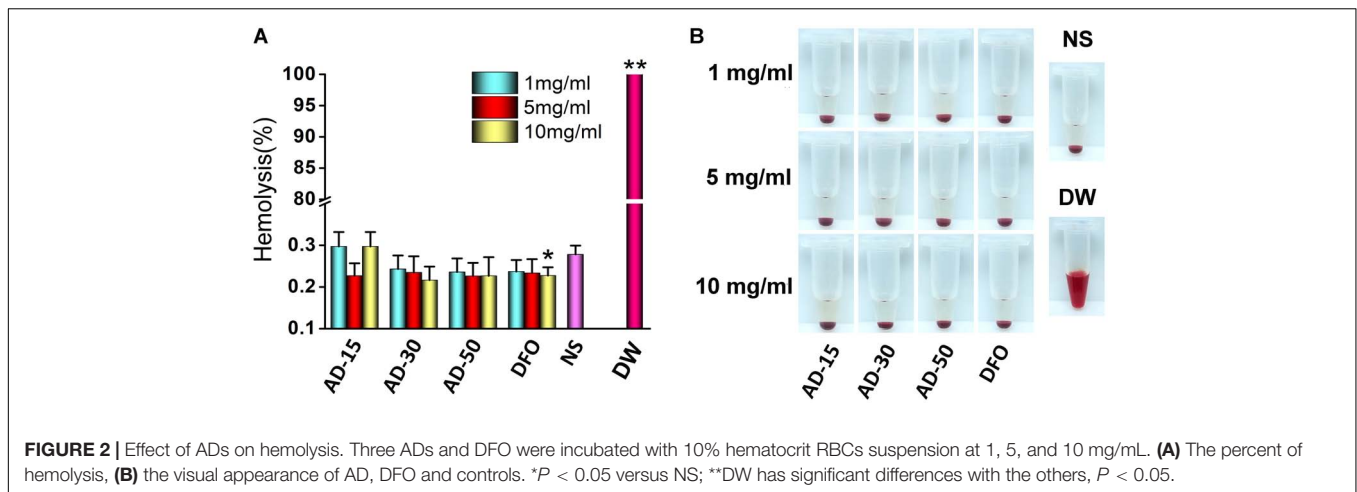 A
Hemolysis(%)
100
95
90
85
80
0.3
0.2
0.1
1mg/ml
5mg/ml
10mg/ml
*
**
AD-15
AD-30
AD-50
DFO
NS
DW
B
1 mg/ml
5 mg/ml
10 mg/ml
AD-15
AD-30
AD-50
DFO
NS
DW
FIGURE 2 | Effect of ADs on hemolysis. Three ADs and DFO were incubated with 10% hematocrit RBCs suspension at 1, 5, and 10 mg/mL. (A) The percent of
hemolysis, (B) the visual appearance of AD, DFO and controls. *P < 0.05 versus NS; **DW has significant differences with the others, P < 0.05.